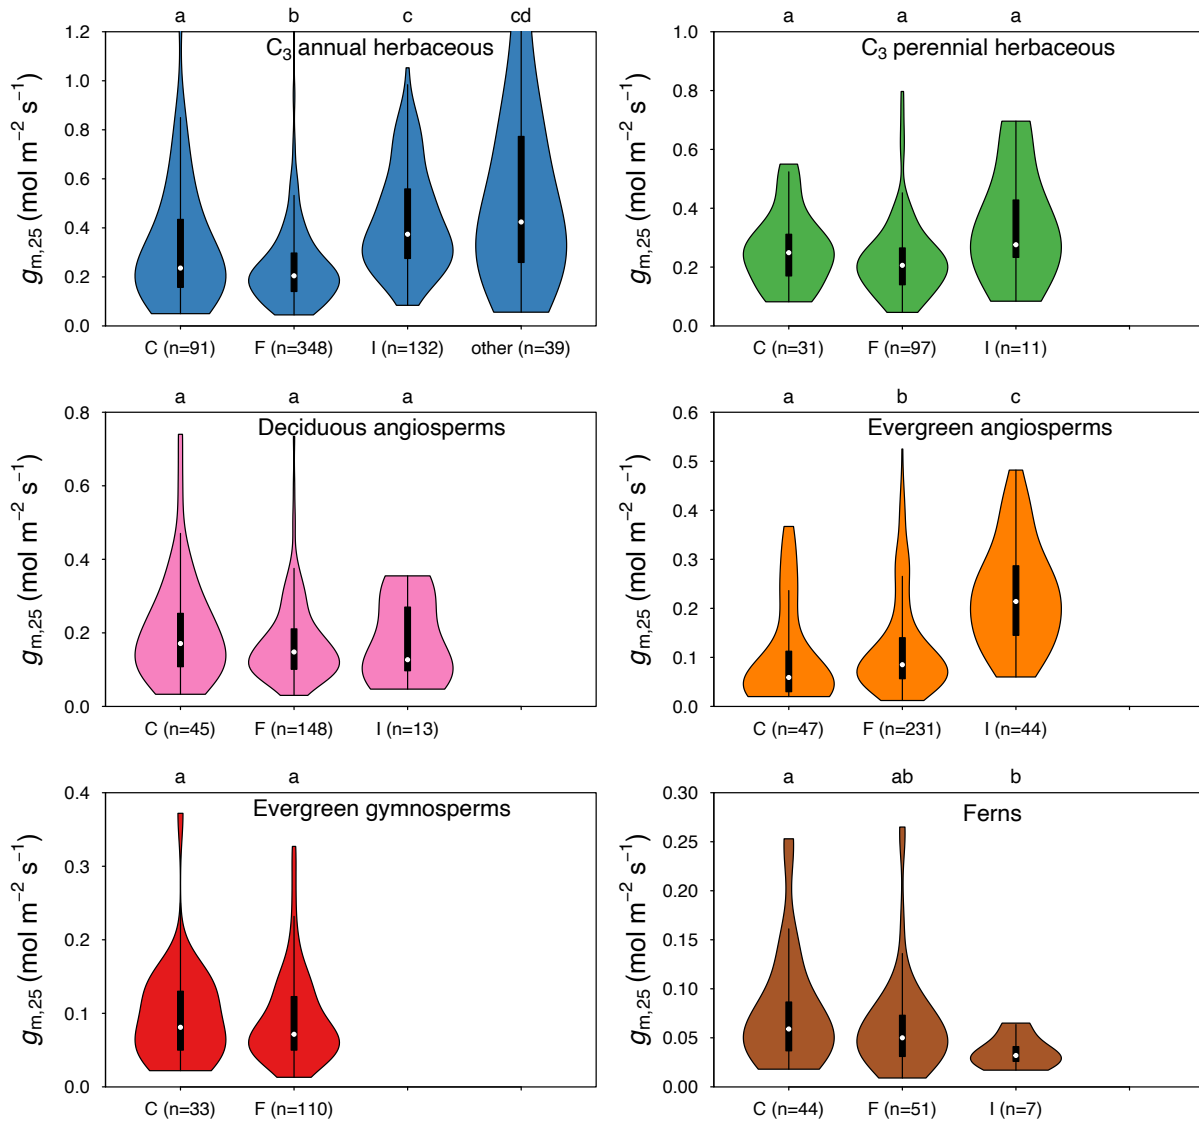 a b c cd
C₃ annual herbaceous
gm,25 (mol m⁻² s⁻¹)
1.2
1.0
0.8
0.6
0.4
0.2
0.0
C (n=91) F (n=348) I (n=132) other (n=39)
a a a
C₃ perennial herbaceous
gm,25 (mol m⁻² s⁻¹)
1.0
0.8
0.6
0.4
0.2
0.0
C (n=31) F (n=97) I (n=11)
a a a
Deciduous angiosperms
gm,25 (mol m⁻² s⁻¹)
0.8
0.6
0.4
0.2
0.0
C (n=45) F (n=148) I (n=13)
a b c
Evergreen angiosperms
gm,25 (mol m⁻² s⁻¹)
0.6
0.5
0.4
0.3
0.2
0.1
0.0
C (n=47) F (n=231) I (n=44)
a a
Evergreen gymnosperms
gm,25 (mol m⁻² s⁻¹)
0.4
0.3
0.2
0.1
0.0
C (n=33) F (n=110)
a ab b
Ferns
gm,25 (mol m⁻² s⁻¹)
0.30
0.25
0.20
0.15
0.10
0.05
0.00
C (n=44) F (n=51) I (n=7)